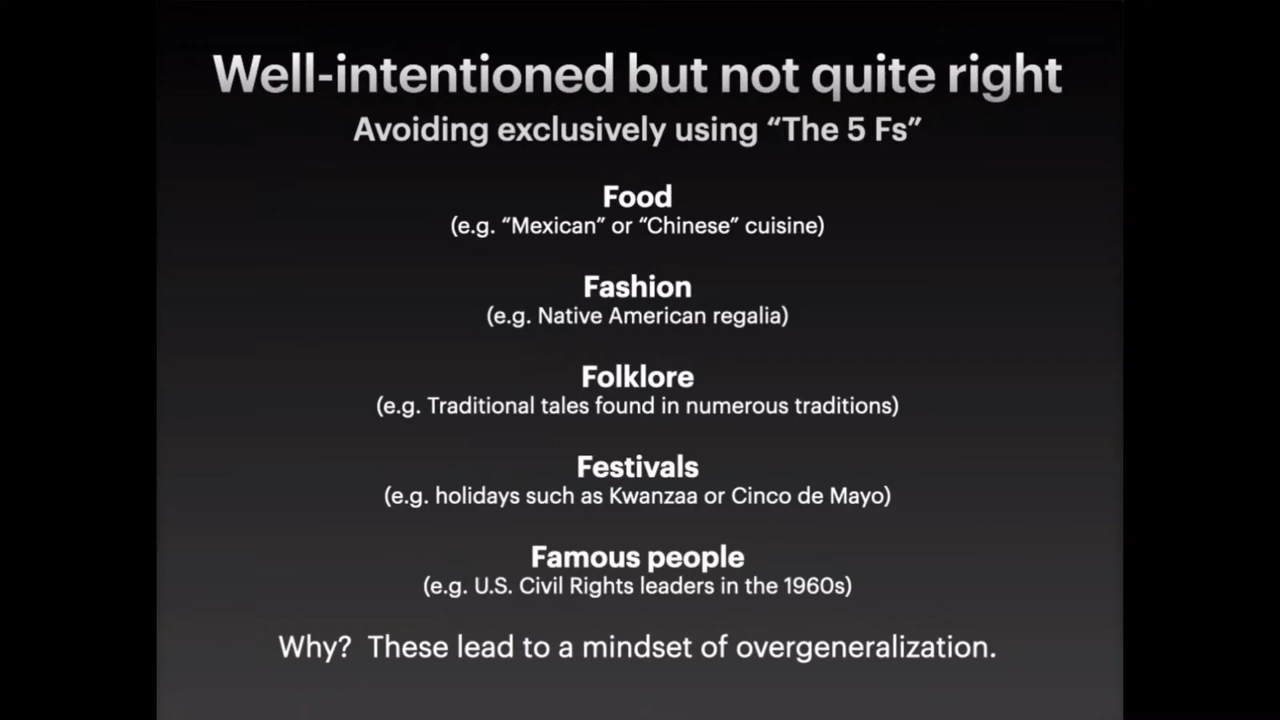 Well-intentioned but not quite right
Avoiding exclusively using “The 5 Fs”
Food
(e.g. “Mexican” or “Chinese” cuisine)
Fashion
(e.g. Native American regalia)
Folklore
(e.g. Traditional tales found in numerous traditions)
Festivals
(e.g. holidays such as Kwanzaa or Cinco de Mayo)
Famous people
(e.g. U.S. Civil Rights leaders in the 1960s)
Why? These lead to a mindset of overgeneralization.